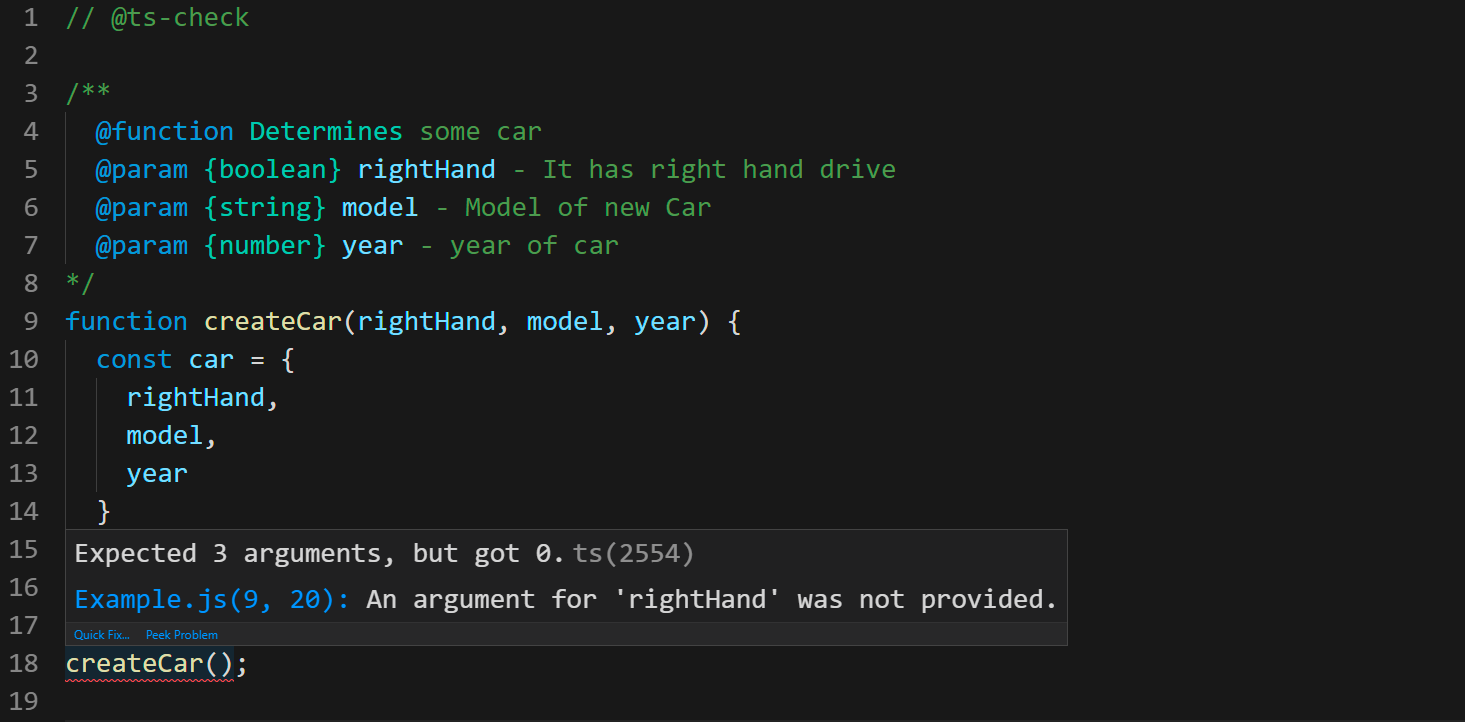 1 // @ts-check
2
3 /**
4 @function Determines some car
5 @param {boolean} rightHand - It has right hand drive
6 @param {string} model - Model of new Car
7 @param {number} year - year of car
8 */
9 function createCar(rightHand, model, year) {
10 const car = {
11 rightHand,
12 model,
13 year
14 }
15 Expected 3 arguments, but got 0. ts(2554)
16 Example.js(9, 20): An argument for 'rightHand' was not provided.
17 Quick Fix... Peek Problem
18 createCar();
19